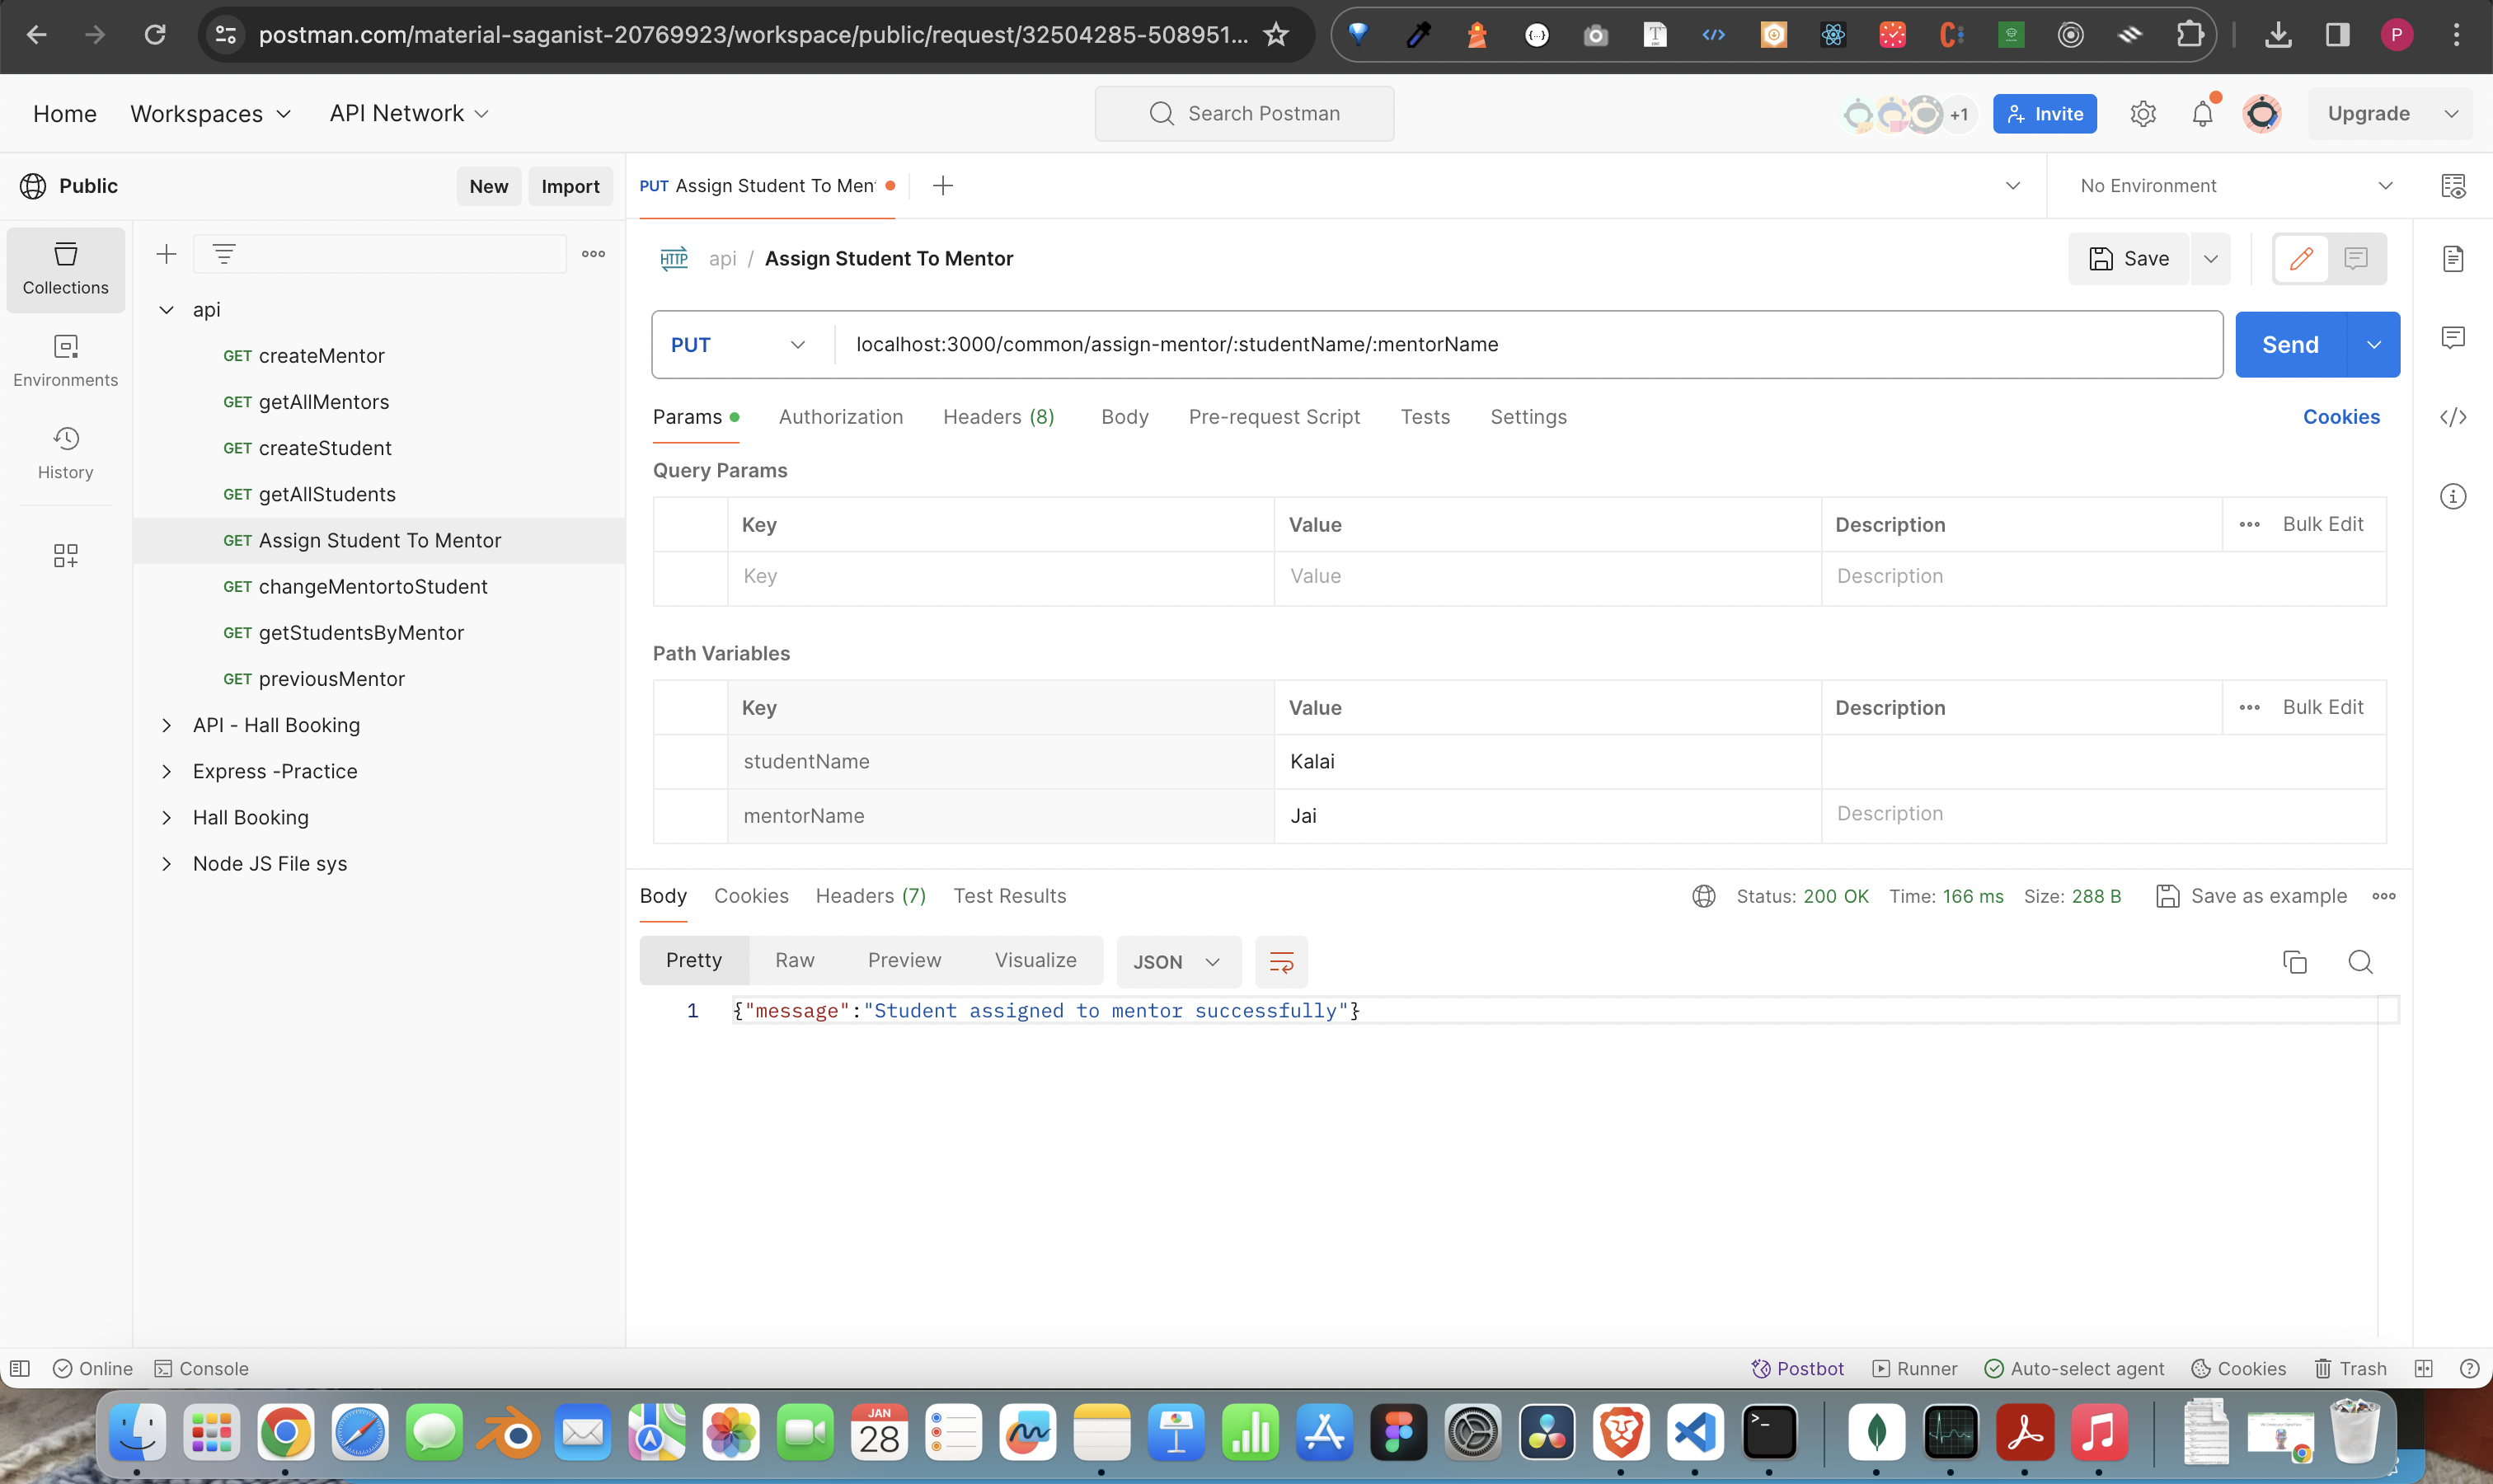 postman.com/material-saganist-20769923/workspace/public/request/32504285-508951...
P
Home Workspaces API Network
Search Postman
+1 Invite Upgrade
Public New Import
PUT Assign Student To Men
No Environment
Collections
Environments
History
api
GET createMentor
GET getAllMentors
GET createStudent
GET getAllStudents
GET Assign Student To Mentor
GET changeMentortoStudent
GET getStudentsByMentor
GET previousMentor
API - Hall Booking
Express -Practice
Hall Booking
Node JS File sys
HTTP api / Assign Student To Mentor
Save
PUT localhost:3000/common/assign-mentor/:studentName/:mentorName Send
Params Authorization Headers (8) Body Pre-request Script Tests Settings Cookies
Query Params
Key Value Description Bulk Edit
Key Value Description
Path Variables
Key Value Description Bulk Edit
studentName Kalai
mentorName Jai Description
Body Cookies Headers (7) Test Results
Status: 200 OK Time: 166 ms Size: 288 B Save as example
Pretty Raw Preview Visualize JSON
1 {"message":"Student assigned to mentor successfully"}
Online Console
Postbot Runner Auto-select agent Cookies Trash
JAN
28